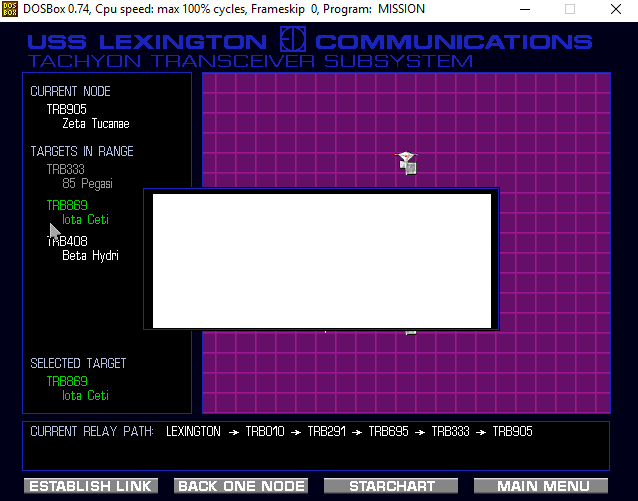 DOS BOX DOSBox 0.74, Cpu speed: max 100% cycles, Frameskip 0, Program: MISSION
USS LEXINGTON COMMUNICATIONS
TACHYON TRANSCEIVER SUBSYSTEM
CURRENT NODE
TRB905
Zeta Tucanae
TARGETS IN RANGE
TRB333
85 Pegasi
TRB869
Iota Ceti
TRB408
Beta Hydri
SELECTED TARGET
TRB869
Iota Ceti
CURRENT RELAY PATH: LEXINGTON → TRB010 → TRB291 → TRB695 → TRB333 → TRB905
ESTABLISH LINK BACK ONE NODE STARCHART MAIN MENU